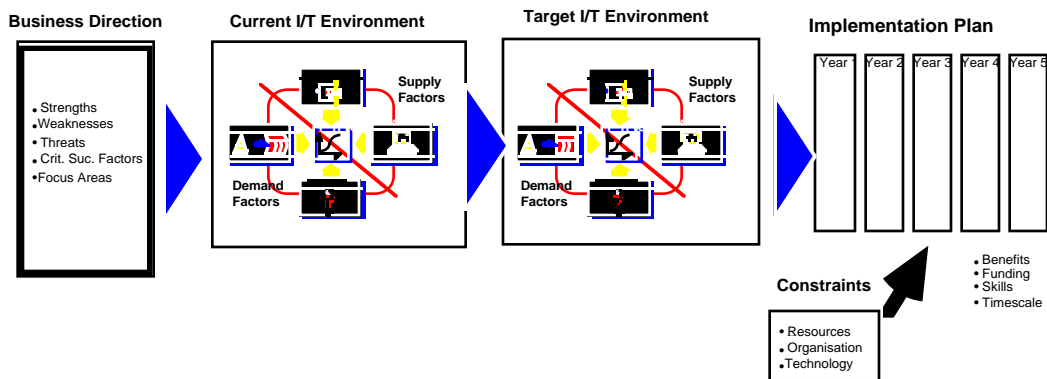 Business Direction
• Strengths
• Weaknesses
• Threats
• Crit. Suc. Factors
• Focus Areas
Current I/T Environment
Supply
Factors
Demand
Factors
Target I/T Environment
Supply
Factors
Demand
Factors
Implementation Plan
Year 1
Year 2
Year 3
Year 4
Year 5
• Benefits
• Funding
• Skills
• Timescale
Constraints
• Resources
• Organisation
• Technology